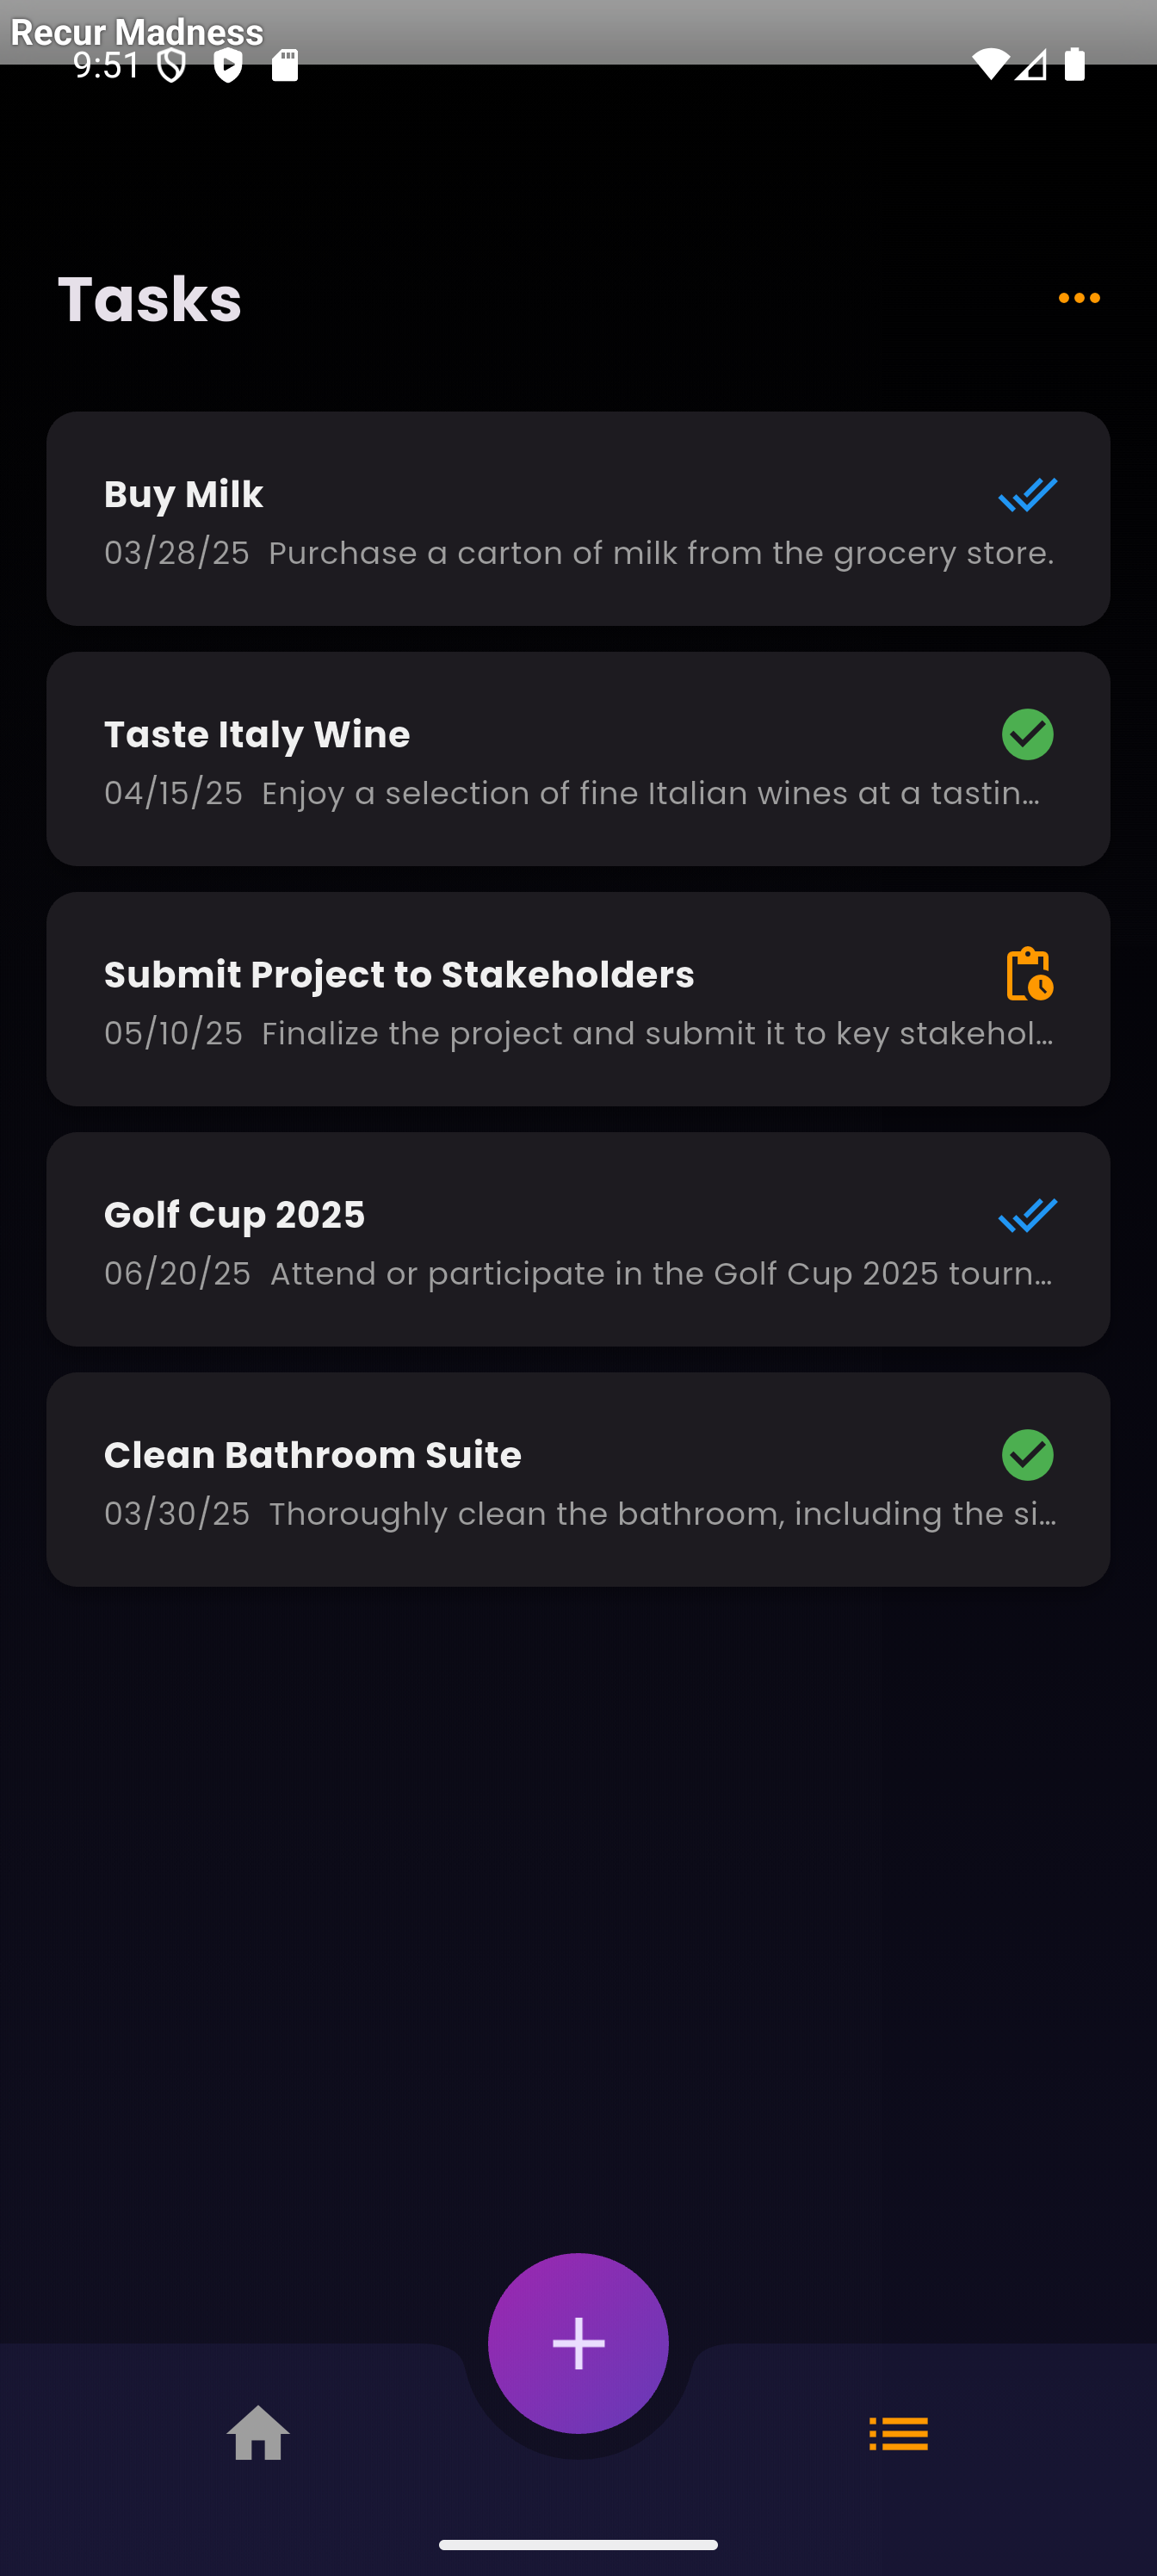 Recur Madness
9:51
Tasks
Buy Milk
03/28/25 Purchase a carton of milk from the grocery store.
Taste Italy Wine
04/15/25 Enjoy a selection of fine Italian wines at a tastin...
Submit Project to Stakeholders
05/10/25 Finalize the project and submit it to key stakehol...
Golf Cup 2025
06/20/25 Attend or participate in the Golf Cup 2025 tourn...
Clean Bathroom Suite
03/30/25 Thoroughly clean the bathroom, including the si...